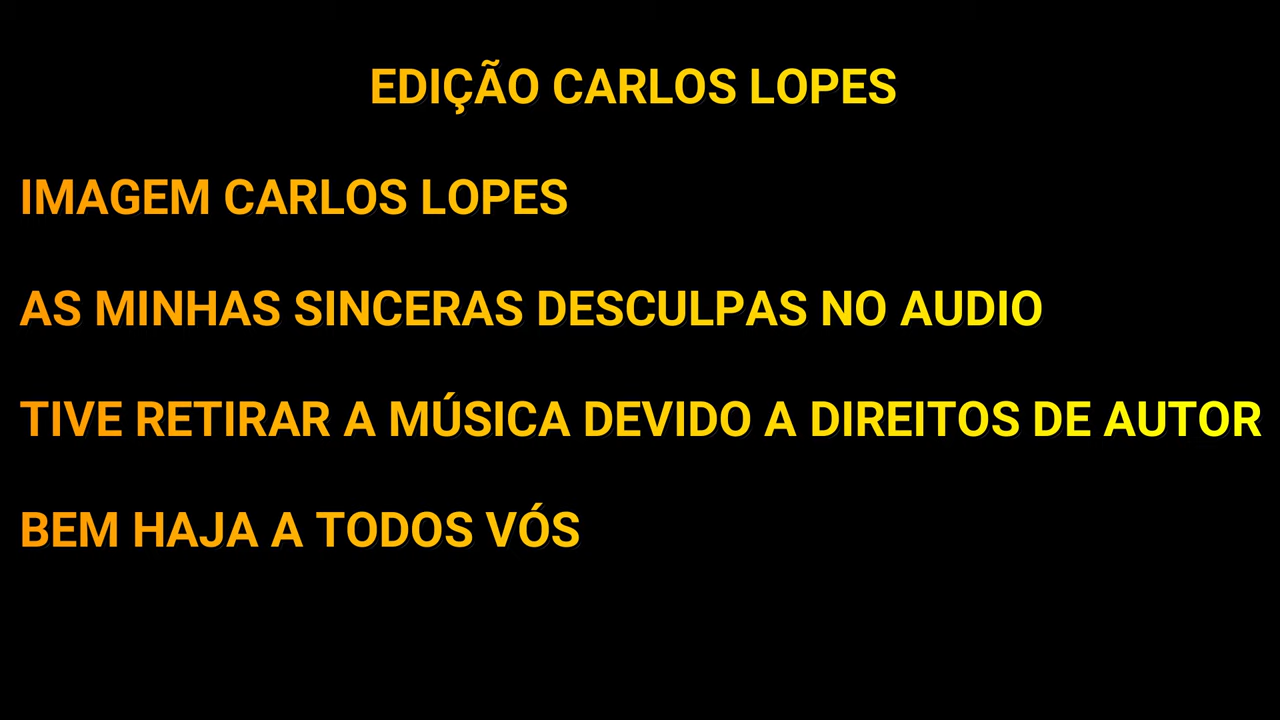 EDIÇÃO CARLOS LOPES
IMAGEM CARLOS LOPES
AS MINHAS SINCERAS DESCULPAS NO AUDIO
TIVE RETIRAR A MÚSICA DEVIDO A DIREITOS DE AUTOR
BEM HAJA A TODOS VÓS